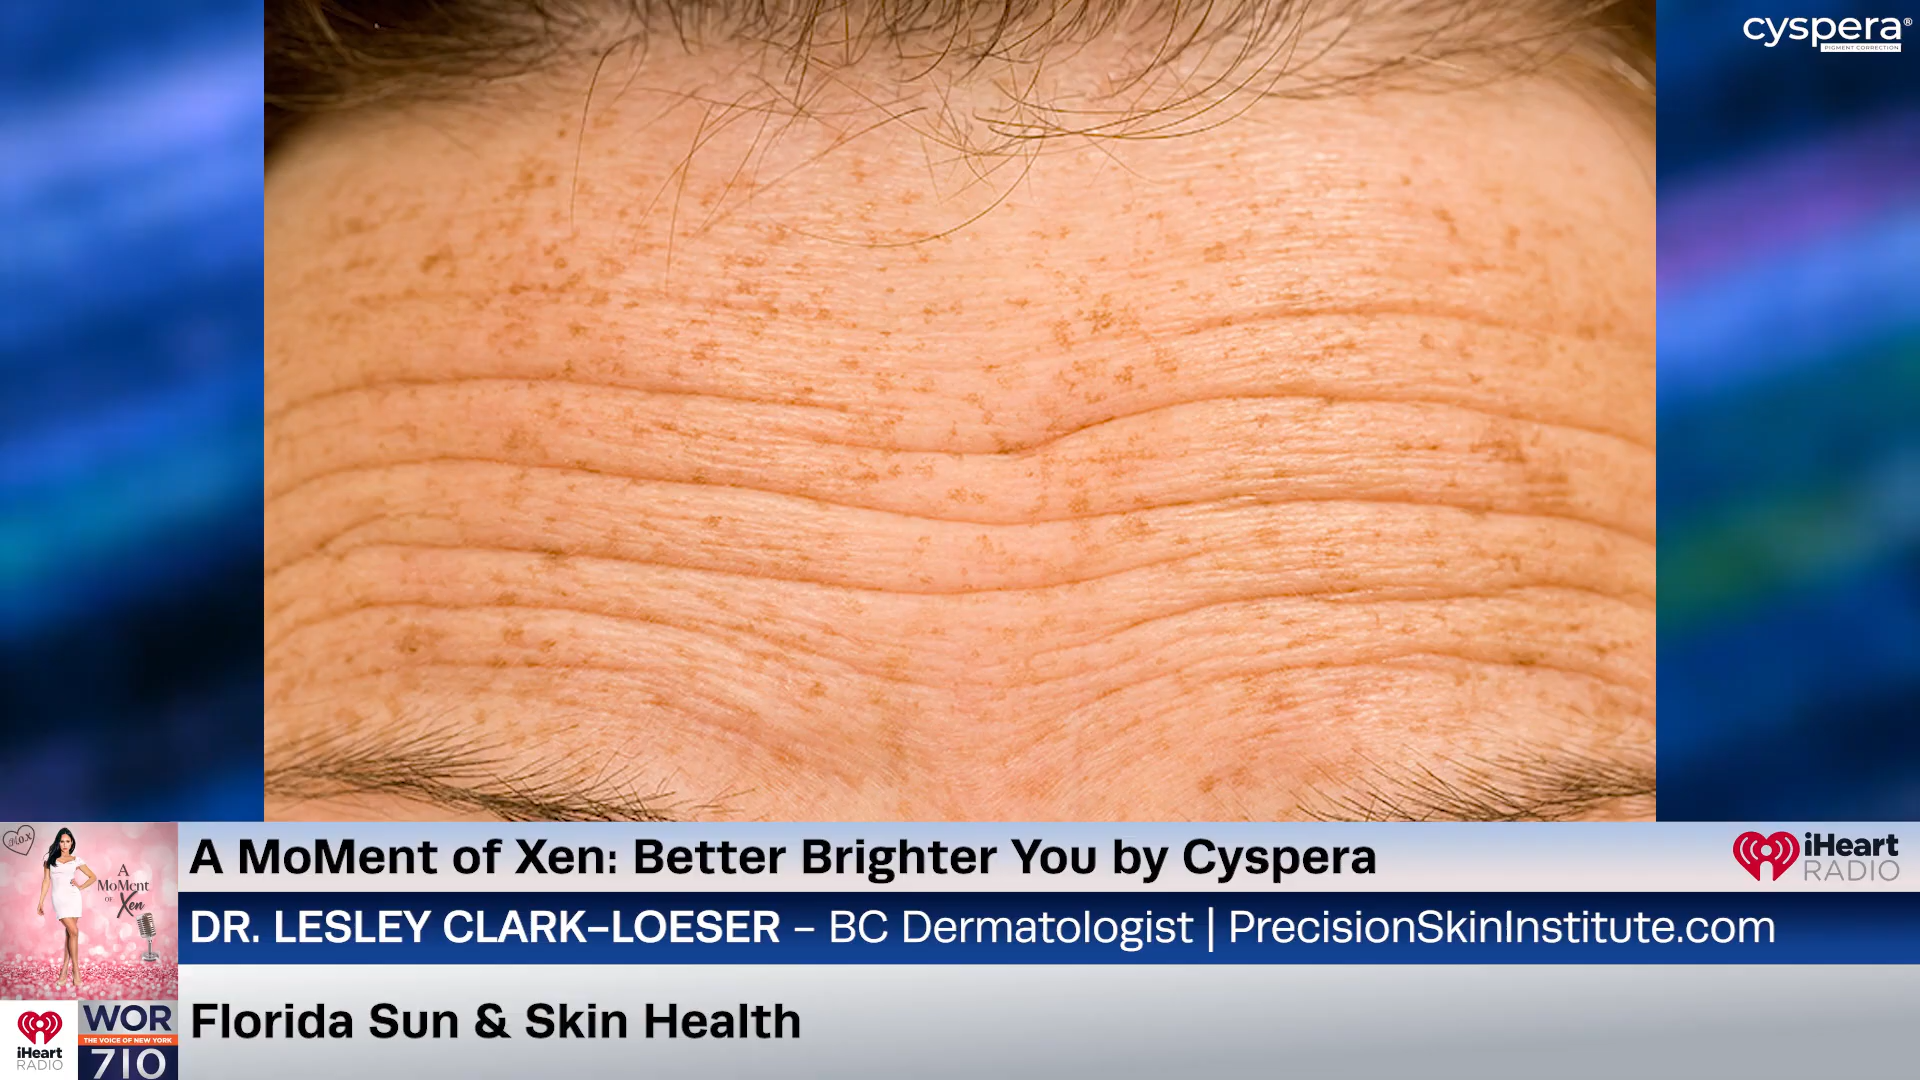 cyspera®
PIGMENT CORRECTION
A MoMent of Xen: Better Brighter You by Cyspera
iHeart
RADIO
DR. LESLEY CLARK-LOESER – BC Dermatologist | PrecisionSkinInstitute.com
Florida Sun & Skin Health
A
MoMent
OF Xen
iHeart
RADIO
WOR
THE VOICE OF NEW YORK
710